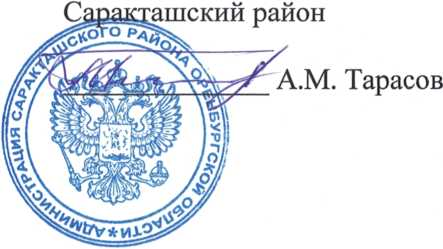 Саракташский район
А.М. Тарасов
АДМИНИСТРАЦИЯ САРАКТАШСКОГО РАЙОНА ОРЕНБУРГСКОЙ ОБЛАСТИ*